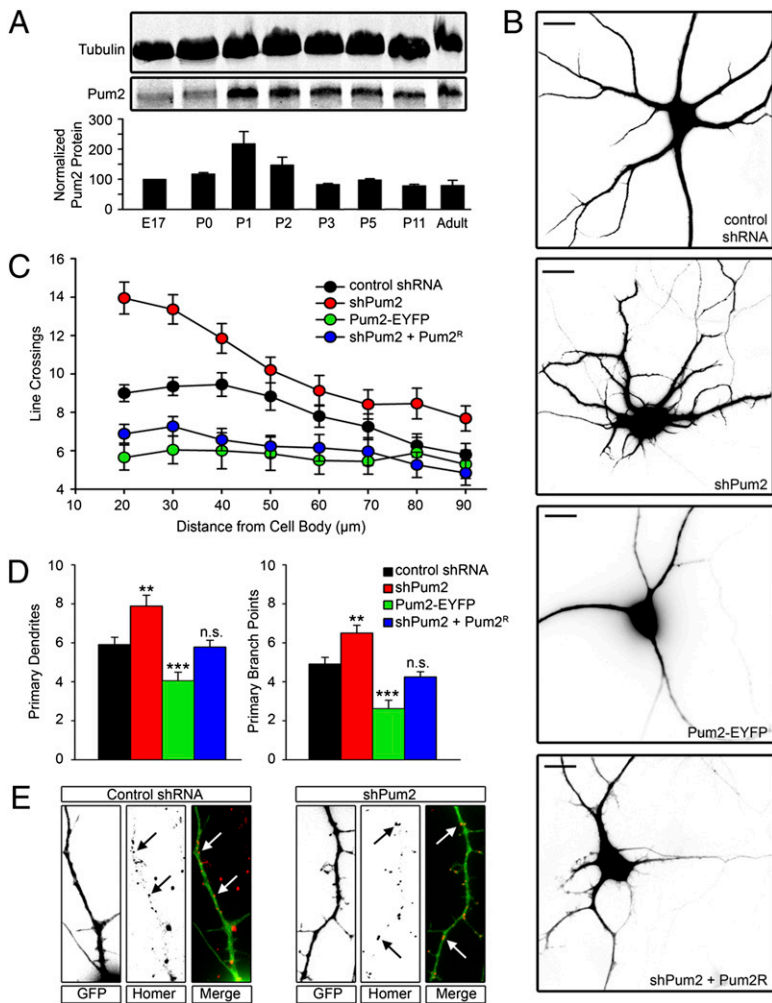 A
Tubulin
Pum2
Normalized
Pum2 Protein
200
100
0
E17 P0 P1 P2 P3 P5 P11 Adult
B
control
shRNA
shPum2
Pum2-EYFP
shPum2 + Pum2R
C
Line Crossings
16
14
12
10
8
6
4
control shRNA
shPum2
Pum2-EYFP
shPum2 + Pum2ᴿ
10 20 30 40 50 60 70 80 90
Distance from Cell Body (µm)
D
Primary Dendrites
10
8
6
4
2
0
**
***
n.s.
Primary Branch Points
10
8
6
4
2
0
**
***
n.s.
control shRNA
shPum2
Pum2-EYFP
shPum2 + Pum2ᴿ
E
Control shRNA
GFP Homer Merge
shPum2
GFP Homer Merge